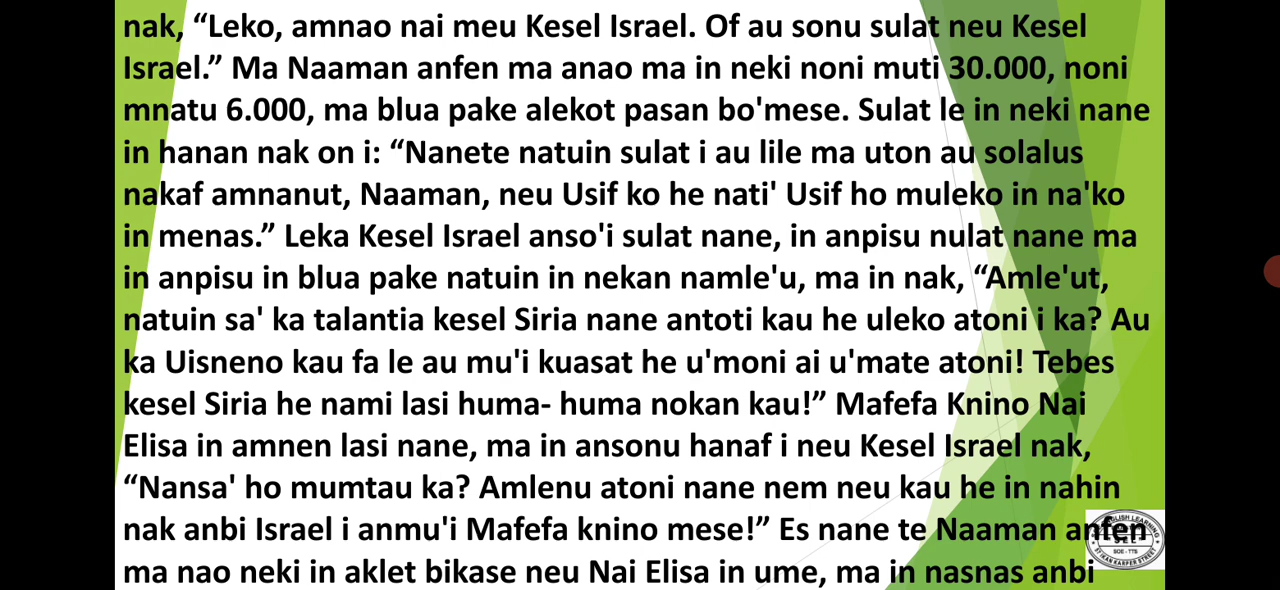 nak, “Leko, amnao nai meu Kesel Israel. Of au sonu sulat neu Kesel
Israel.” Ma Naaman anfen ma anao ma in neki noni muti 30.000, noni
mnatu 6.000, ma blua pake alekot pasan bo'mese. Sulat le in neki nane
in hanan nak on i: “Nanete natuin sulat i au lile ma uton au solalus
nakaf amnanut, Naaman, neu Usif ko he nati' Usif ho muleko in na'ko
in menas.” Leka Kesel Israel anso'i sulat nane, in anpisu nulat nane ma
in anpisu in blua pake natuin in nekan namle'u, ma in nak, “Amle'ut,
natuin sa' ka talantia kesel Siria nane antoti kau he uleko atoni i ka? Au
ka Uisneno kau fa le au mu'i kuasat he u'moni ai u'mate atoni! Tebes
kesel Siria he nami lasi huma- huma nokan kau!” Mafefa Knino Nai
Elisa in amnen lasi nane, ma in ansonu hanaf i neu Kesel Israel nak,
“Nansa' ho mumtau ka? Amlenu atoni nane nem neu kau he in nahin
nak anbi Israel i anmu'i Mafefa knino mese!” Es nane te Naaman anfen
ma nao neki in aklet bikase neu Nai Elisa in ume, ma in nasnas anbi
ENGLISH LEARNING
SOE - TTS
KARPER STREET